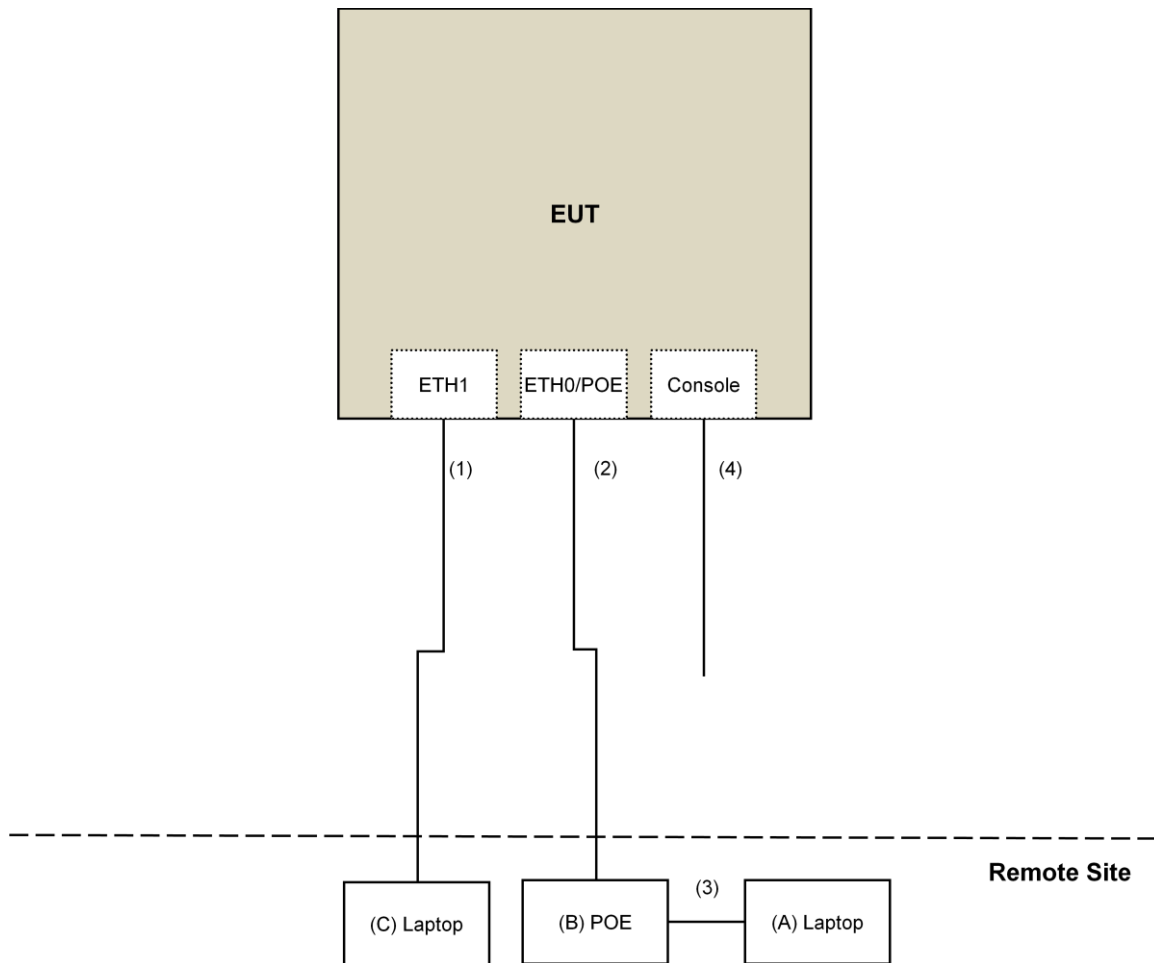 EUT
ETH1
ETH0/POE
Console
(1)
(2)
(4)
Remote Site
(3)
(C) Laptop
(B) POE
(A) Laptop